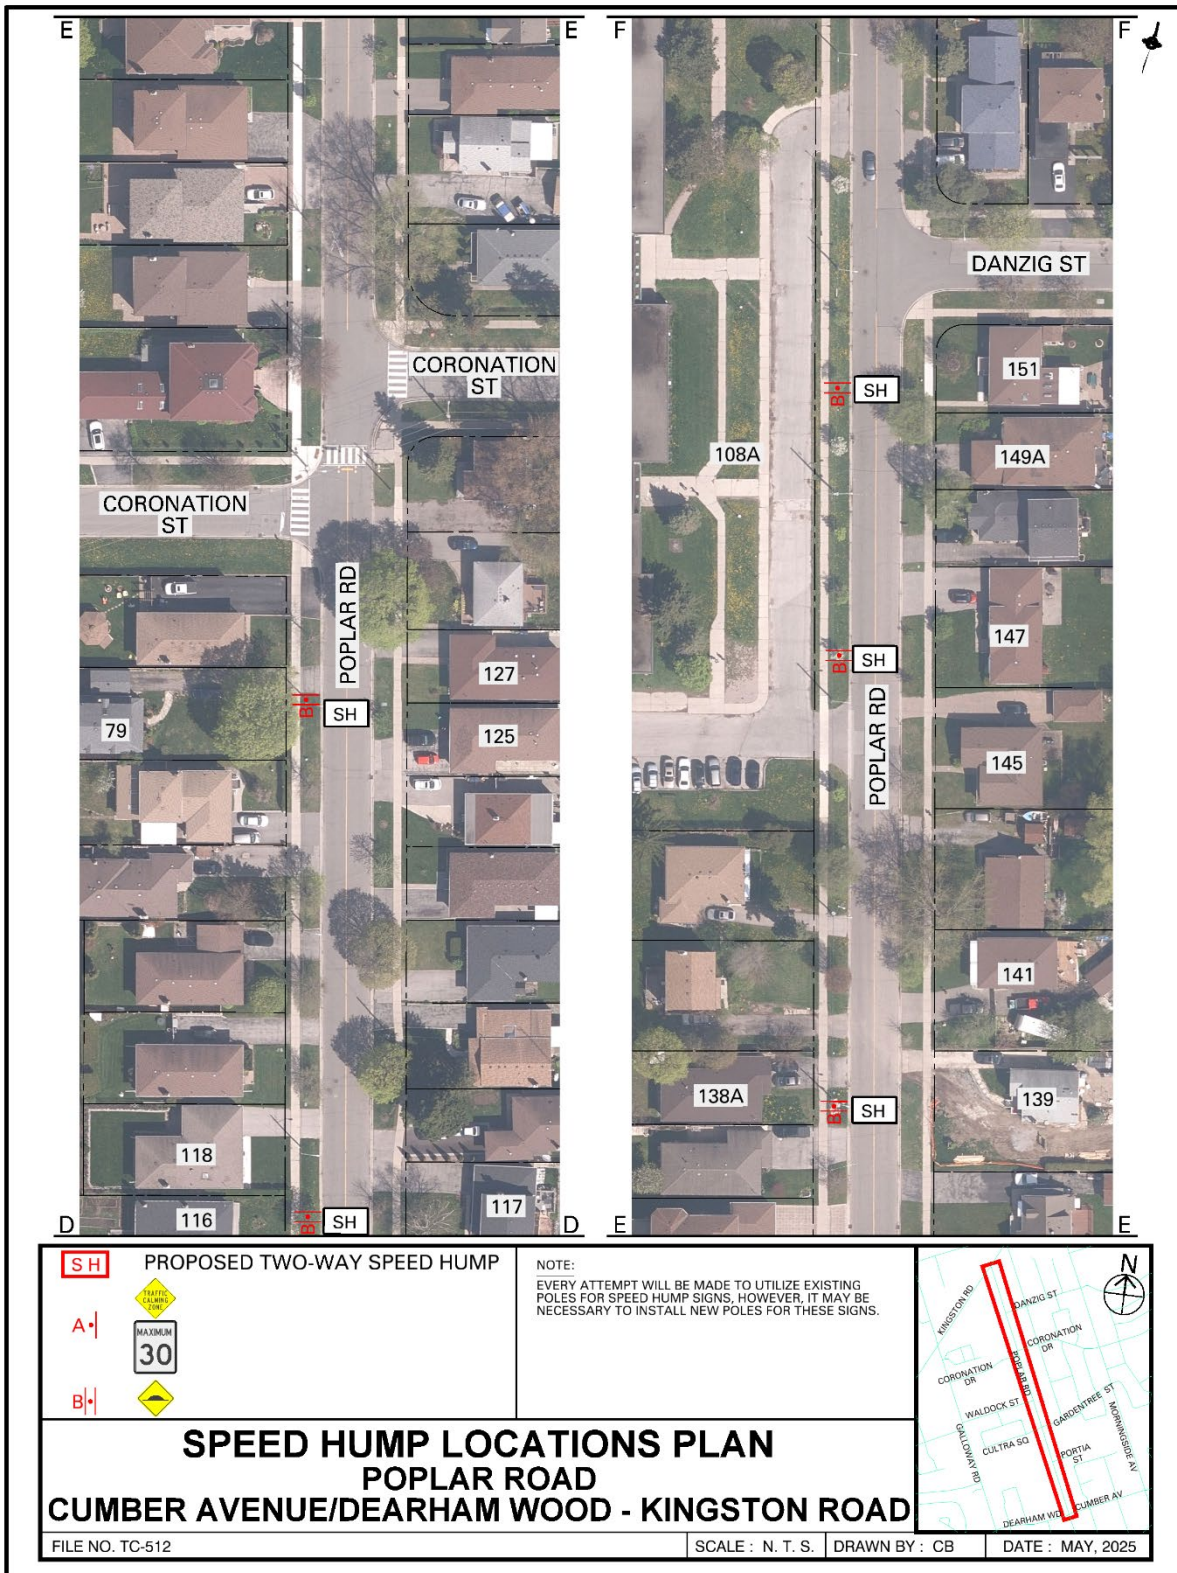 E
E
F
F
DANZIG ST
CORONATION
ST
151
SH
B
149A
108A
CORONATION
ST
POPLAR RD
147
SH
B
127
79
B
SH
125
145
POPLAR RD
141
138A
B
SH
139
118
116
B
SH
117
D
D
E
E
SH
PROPOSED TWO-WAY SPEED HUMP
TRAFFIC
CALMING
ZONE
A
MAXIMUM
30
B
NOTE:
EVERY ATTEMPT WILL BE MADE TO UTILIZE EXISTING
POLES FOR SPEED HUMP SIGNS, HOWEVER, IT MAY BE
NECESSARY TO INSTALL NEW POLES FOR THESE SIGNS.
N
KINGSTON RD
DANZIG ST
CORONATION
DR
POPLAR RD
CORONATION
DR
WALDOCK ST
GARDENTREE ST
MORNINGSIDE AV
GALLOWAY RD
CULTRA SQ
PORTIA
ST
DEARHAM WD
CUMBER AV
SPEED HUMP LOCATIONS PLAN
POPLAR ROAD
CUMBER AVENUE/DEARHAM WOOD - KINGSTON ROAD
FILE NO. TC-512
SCALE : N. T. S.
DRAWN BY : CB
DATE : MAY, 2025